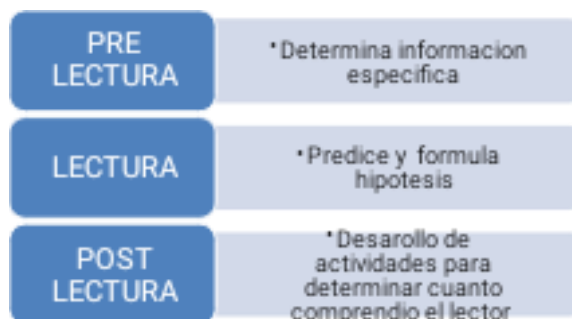 PRE
LECTURA
•Determina informacion
especifica
LECTURA
•Predice y formula
hipotesis
POST
LECTURA
•Desarollo de
actividades para
determinar cuanto
comprendio el lector